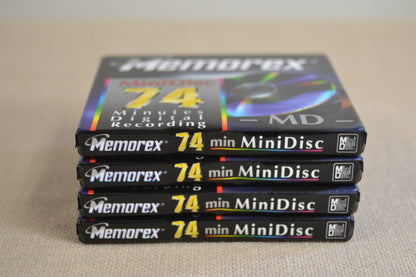 Memorex
MiniDisc
74
Minutes
Digital
Recording
MD
Memorex 74 min MiniDisc
Memorex 74 min MiniDisc
Memorex 74 min MiniDisc
Memorex 74 min MiniDisc